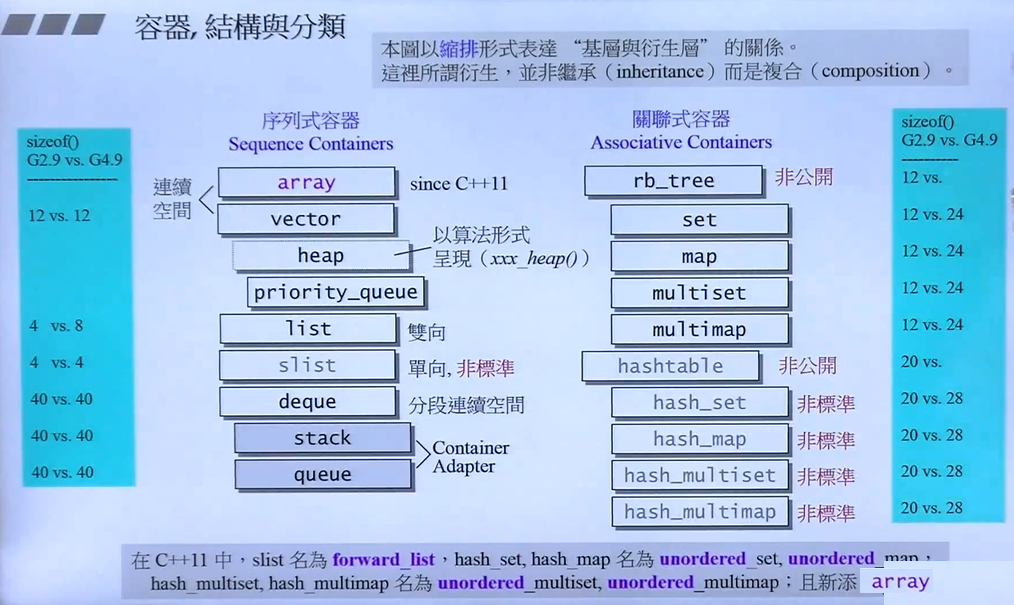 容器, 結構與分類
本圖以縮排形式表達 “基層與衍生層” 的關係。
這裡所謂衍生，並非繼承（inheritance）而是複合（composition）。
sizeof()
G2.9 vs. G4.9
----------------
12 vs. 12
4 vs. 8
4 vs. 4
40 vs. 40
40 vs. 40
40 vs. 40
序列式容器
Sequence Containers
連續
空間
array
since C++11
vector
heap
以算法形式
呈現（xxx_heap()）
priority_queue
list
雙向
slist
單向, 非標準
deque
分段連續空間
stack
queue
Container
Adapter
關聯式容器
Associative Containers
rb_tree
非公開
set
map
multiset
multimap
hashtable
非公開
hash_set
非標準
hash_map
非標準
hash_multiset
非標準
hash_multimap
非標準
sizeof()
G2.9 vs. G4.9
----------
12 vs.
12 vs. 24
12 vs. 24
12 vs. 24
12 vs. 24
20 vs.
20 vs. 28
20 vs. 28
20 vs. 28
20 vs. 28
在 C++11 中，slist 名為 forward_list，hash_set, hash_map 名為 unordered_set, unordered_map，
hash_multiset, hash_multimap 名為 unordered_multiset, unordered_multimap；且新添 array